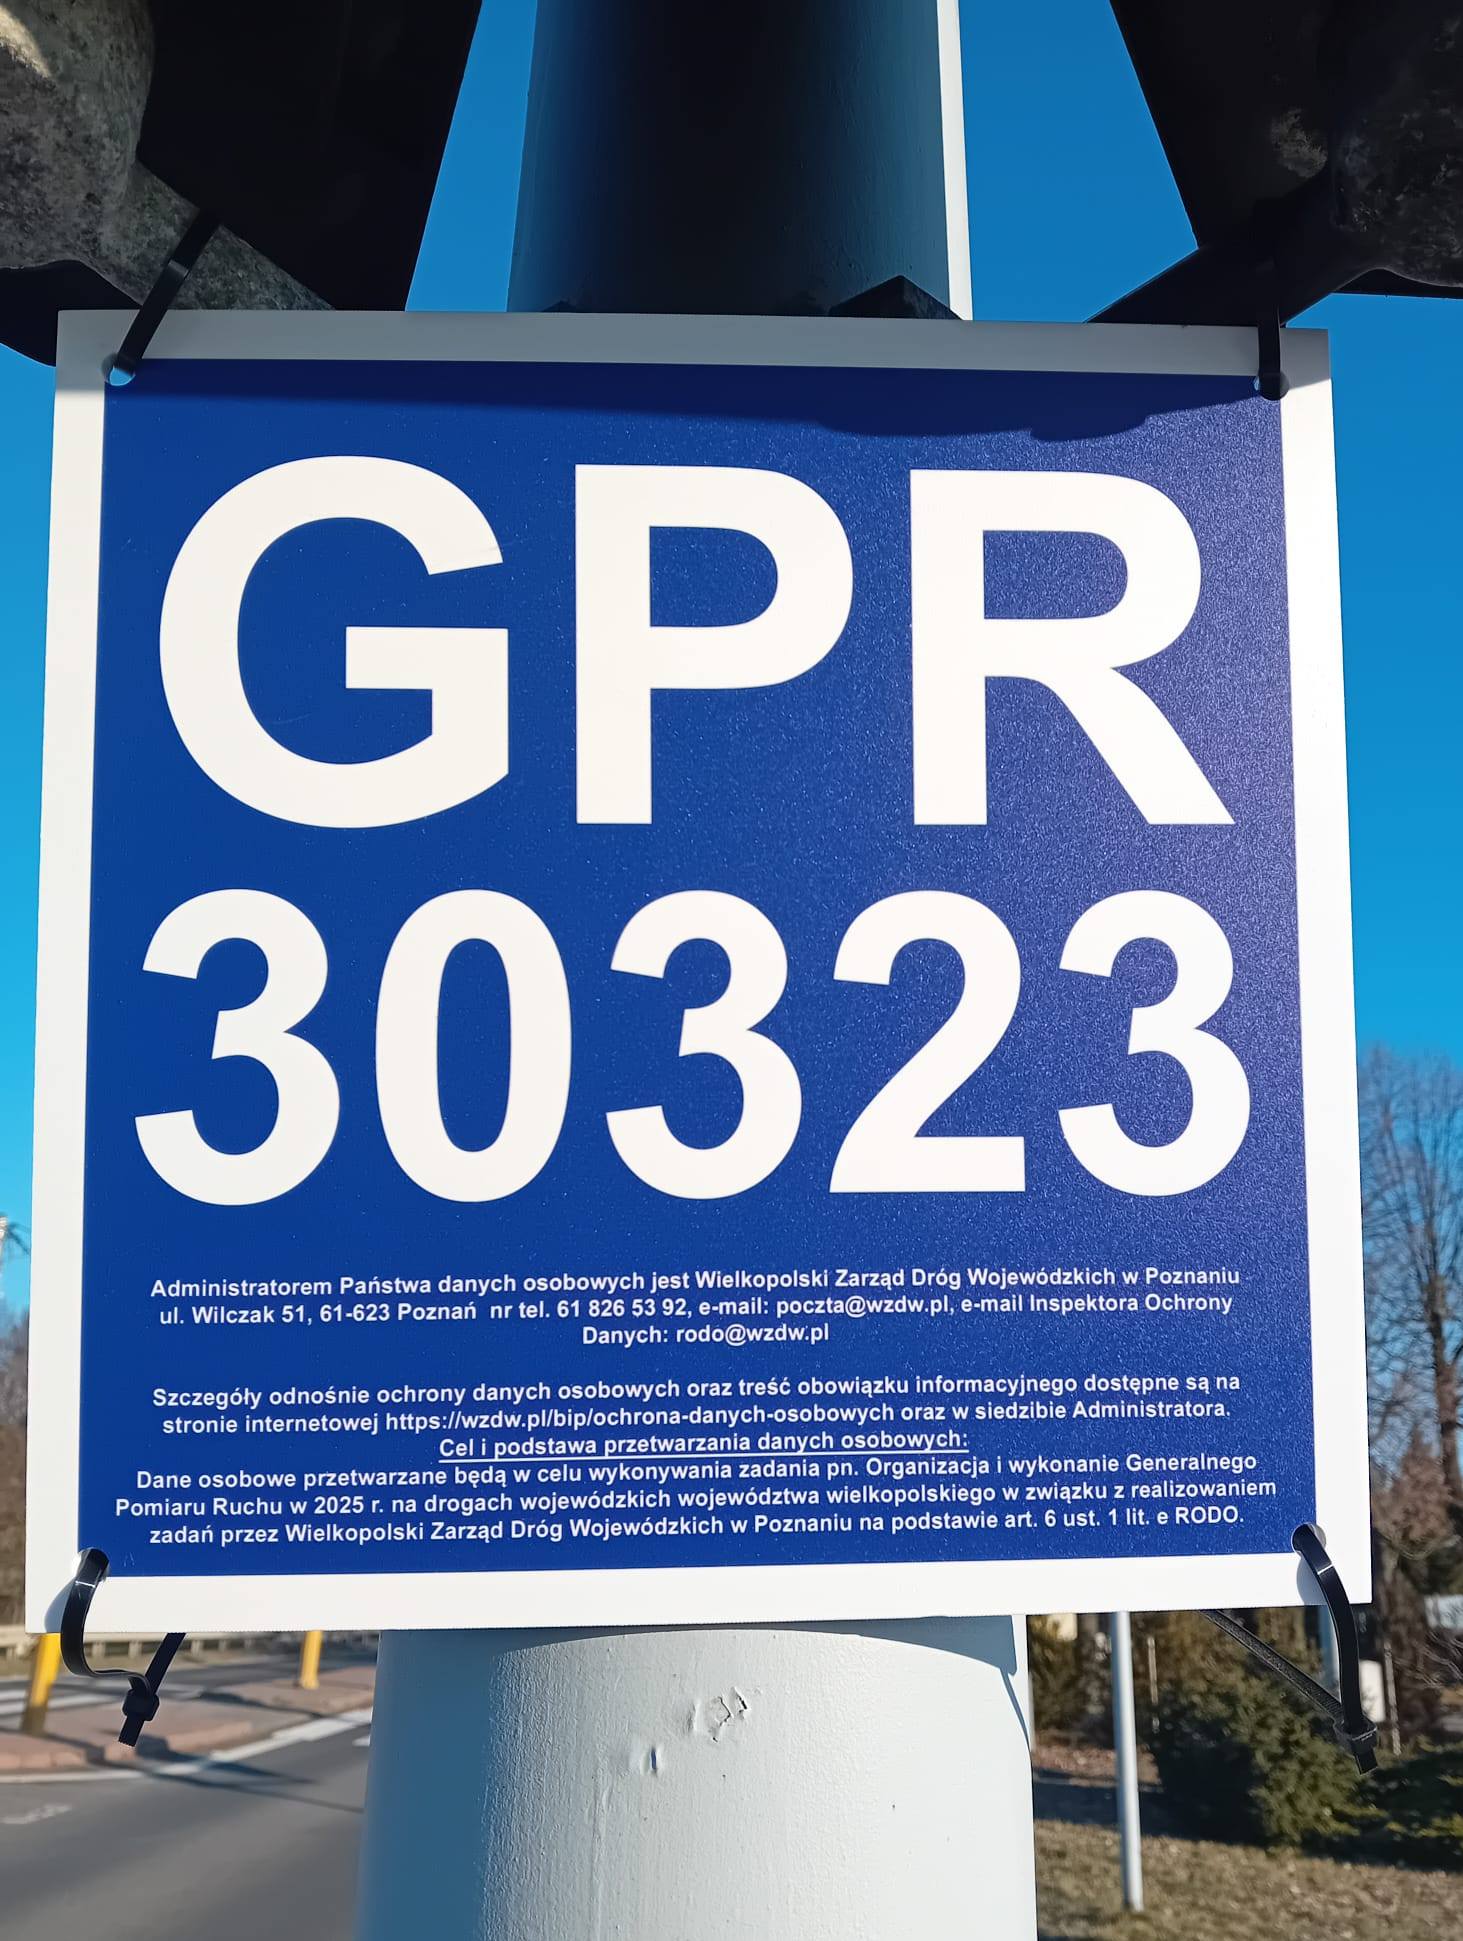 GPR
30323
Administratorem Państwa danych osobowych jest Wielkopolski Zarząd Dróg Wojewódzkich w Poznaniu
ul. Wilczak 51, 61-623 Poznań nr tel. 61 826 53 92, e-mail: poczta@wzdw.pl, e-mail Inspektora Ochrony
Danych: rodo@wzdw.pl
Szczegóły odnośnie ochrony danych osobowych oraz treść obowiązku informacyjnego dostępne są na
stronie internetowej https://wzdw.pl/bip/ochrona-danych-osobowych oraz w siedzibie Administratora.
Cel i podstawa przetwarzania danych osobowych:
Dane osobowe przetwarzane będą w celu wykonywania zadania pn. Organizacja i wykonanie Generalnego
Pomiaru Ruchu w 2025 r. na drogach wojewódzkich województwa wielkopolskiego w związku z realizowaniem
zadań przez Wielkopolski Zarząd Dróg Wojewódzkich w Poznaniu na podstawie art. 6 ust. 1 lit. e RODO.